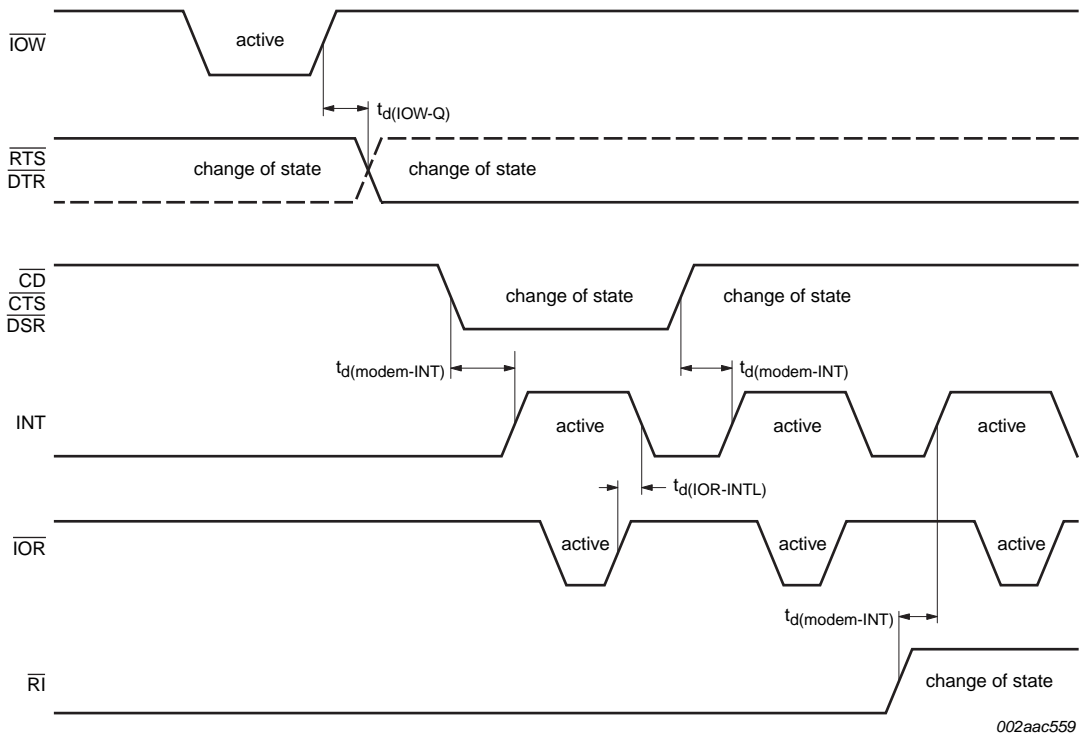 IOW
active
td(IOW-Q)
RTS
DTR
change of state
change of state
CD
CTS
DSR
change of state
change of state
td(modem-INT)
td(modem-INT)
INT
active
active
active
td(IOR-INTL)
IOR
active
active
active
td(modem-INT)
RI
change of state
002aac559